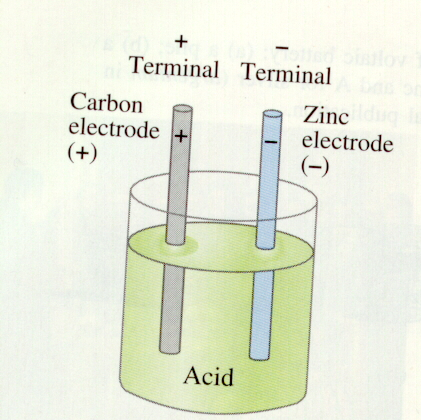 + −
Terminal Terminal
Carbon
electrode
(+)
+
−
Zinc
electrode
(−)
Acid